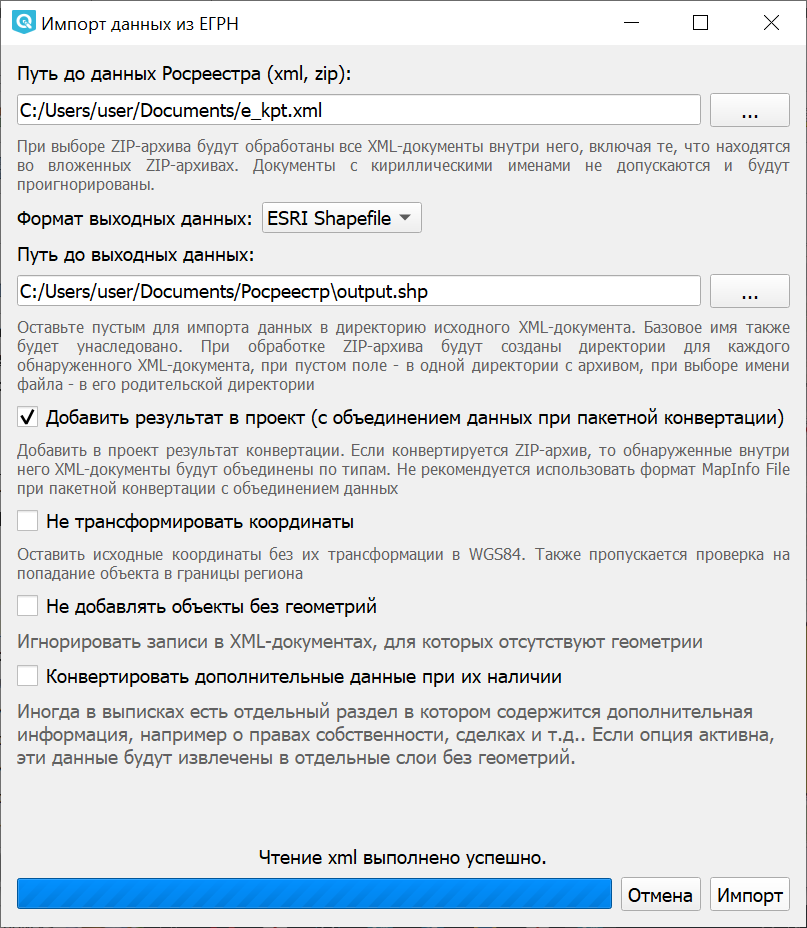 Импорт данных из ЕГРН
Путь до данных Росреестра (xml, zip):
C:/Users/user/Documents/e_kpt.xml
...
При выборе ZIP-архива будут обработаны все XML-документы внутри него, включая те, что находятся
во вложенных ZIP-архивах. Документы с кириллическими именами не допускаются и будут
проигнорированы.
Формат выходных данных: ESRI Shapefile
Путь до выходных данных:
C:/Users/user/Documents/Росреестр\output.shp
...
Оставьте пустым для импорта данных в директорию исходного XML-документа. Базовое имя также
будет унаследовано. При обработке ZIP-архива будут созданы директории для каждого
обнаруженного XML-документа, при пустом поле - в одной директории с архивом, при выборе имени
файла - в его родительской директории
Добавить результат в проект (с объединением данных при пакетной конвертации)
Добавить в проект результат конвертации. Если конвертируется ZIP-архив, то обнаруженные внутри
него XML-документы будут объединены по типам. Не рекомендуется использовать формат MapInfo File
при пакетной конвертации с объединением данных
Не трансформировать координаты
Оставить исходные координаты без их трансформации в WGS84. Также пропускается проверка на
попадание объекта в границы региона
Не добавлять объекты без геометрий
Игнорировать записи в XML-документах, для которых отсутствуют геометрии
Конвертировать дополнительные данные при их наличии
Иногда в выписках есть отдельный раздел в котором содержится дополнительная
информация, например о правах собственности, сделках и т.д.. Если опция активна,
эти данные будут извлечены в отдельные слои без геометрий.
Чтение xml выполнено успешно.
Отмена
Импорт